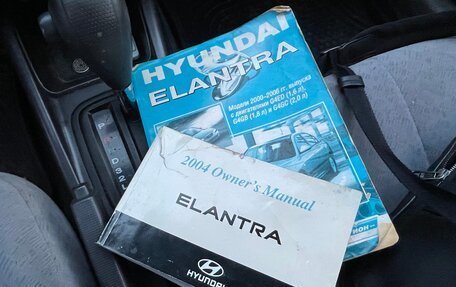 HYUNDAI
ELANTRA
Модели 2000-2006 гг. выпуска
с двигателями G4ED (1,6 л),
G4GB (1,8 л) и G4GC (2,0 л)
2004 Owner's Manual
ELANTRA
HYUNDAI
P
R
N
D